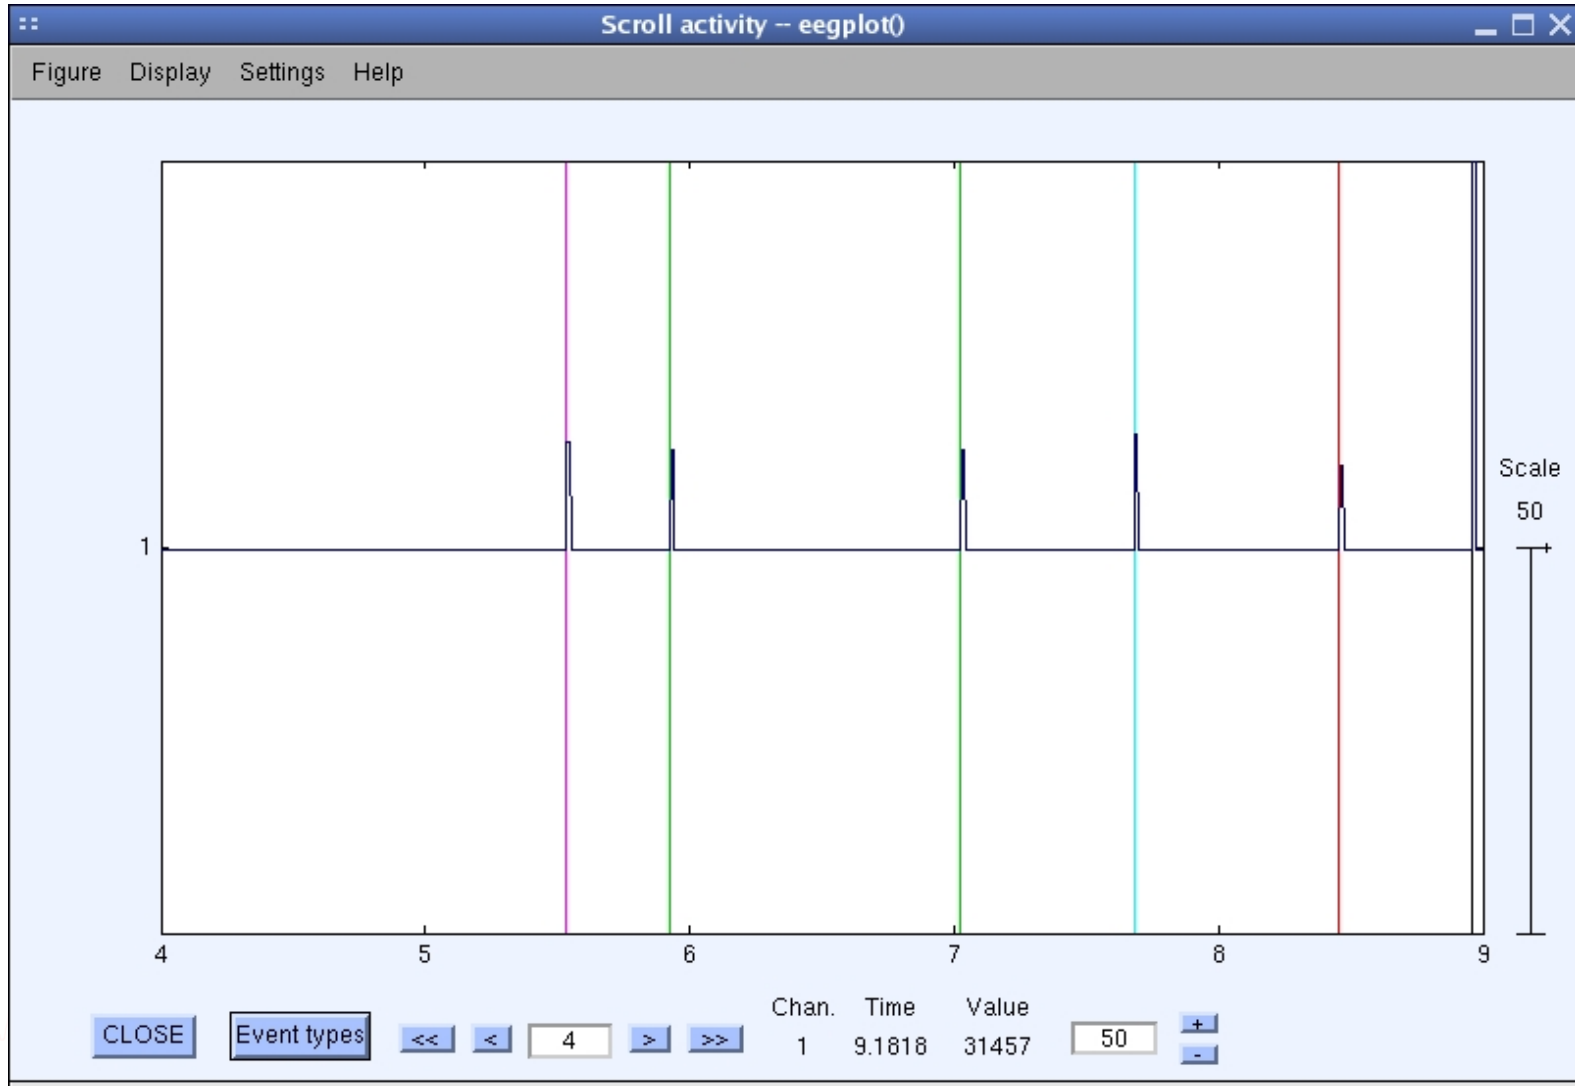 Scroll activity -- eegplot()
Figure Display Settings Help
Scale
50
1
4 5 6 7 8 9
Chan. Time Value
CLOSE Event types << < 4 > >> 1 9.1818 31457 50 +
-